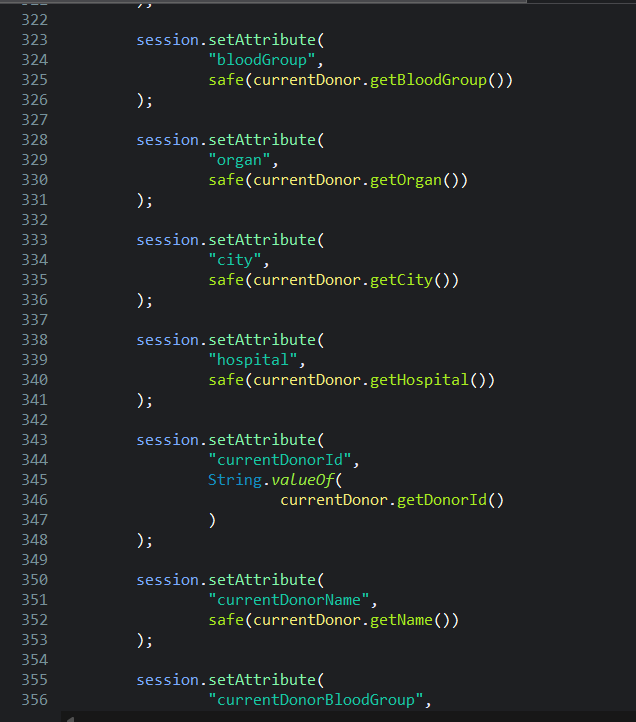 322
323 session.setAttribute(
324 "bloodGroup",
325 safe(currentDonor.getBloodGroup())
326 );
327
328 session.setAttribute(
329 "organ",
330 safe(currentDonor.getOrgan())
331 );
332
333 session.setAttribute(
334 "city",
335 safe(currentDonor.getCity())
336 );
337
338 session.setAttribute(
339 "hospital",
340 safe(currentDonor.getHospital())
341 );
342
343 session.setAttribute(
344 "currentDonorId",
345 String.valueOf(
346 currentDonor.getDonorId()
347 )
348 );
349
350 session.setAttribute(
351 "currentDonorName",
352 safe(currentDonor.getName())
353 );
354
355 session.setAttribute(
356 "currentDonorBloodGroup",